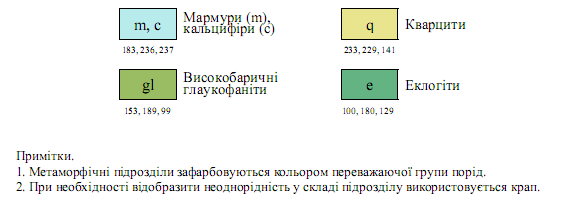 m, c
Мармури (m),
кальцифіри (c)
183, 236, 237
q
Кварцити
233, 229, 141
gl
Високобаричні
глаукофаніти
153, 189, 99
e
Еклогіти
100, 180, 129
Примітки.
1. Метаморфічні підрозділи зафарбовуються кольором переважаючої групи порід.
2. При необхідності відобразити неоднорідність у складі підрозділу використовується крап.